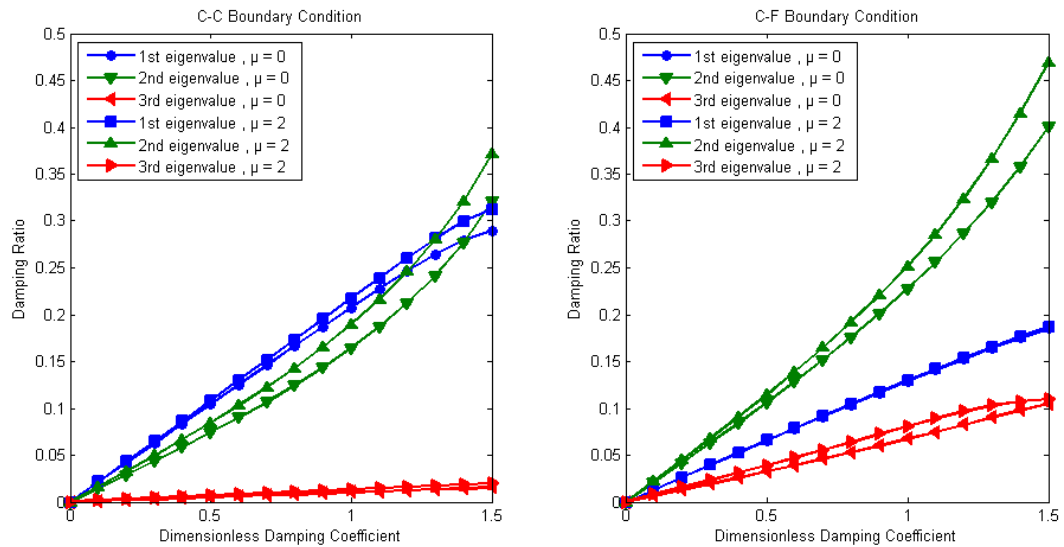 C-C Boundary Condition
0.5
0.45
0.4
0.35
0.3
0.25
0.2
0.15
0.1
0.05
0
Damping Ratio
1st eigenvalue , μ = 0
2nd eigenvalue , μ = 0
3rd eigenvalue , μ = 0
1st eigenvalue , μ = 2
2nd eigenvalue , μ = 2
3rd eigenvalue , μ = 2
0
0.5
1
1.5
Dimensionless Damping Coefficient
C-F Boundary Condition
0.5
0.45
0.4
0.35
0.3
0.25
0.2
0.15
0.1
0.05
0
Damping Ratio
1st eigenvalue , μ = 0
2nd eigenvalue , μ = 0
3rd eigenvalue , μ = 0
1st eigenvalue , μ = 2
2nd eigenvalue , μ = 2
3rd eigenvalue , μ = 2
0
0.5
1
1.5
Dimensionless Damping Coefficient